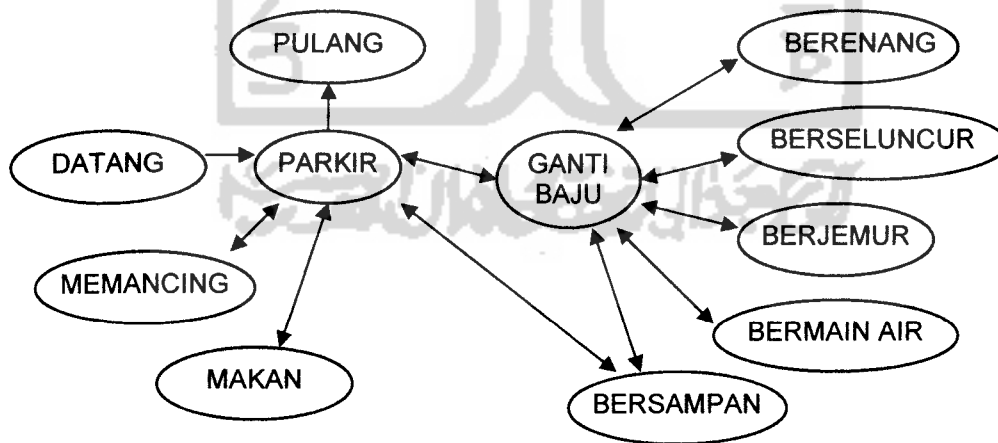 PULANG
BERENANG
DATANG
PARKIR
GANTI
BAJU
BERSELUNCUR
BERJEMUR
MEMANCING
BERMAIN AIR
MAKAN
BERSAMPAN